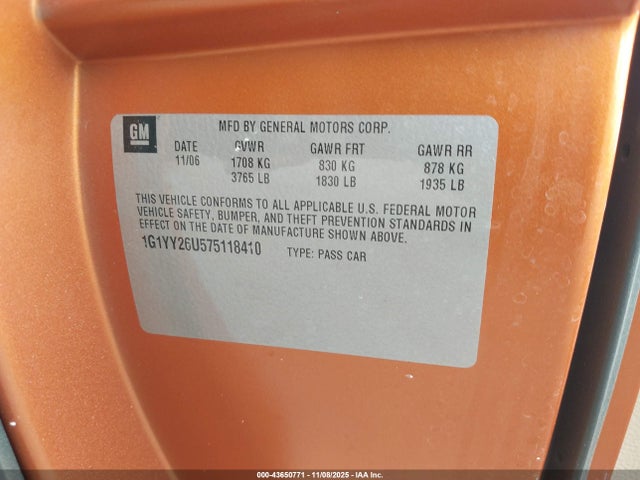 GM
MFD BY GENERAL MOTORS CORP.
DATE GVWR GAWR FRT GAWR RR
11/06 1708 KG 830 KG 878 KG
3765 LB 1830 LB 1935 LB
THIS VEHICLE CONFORMS TO ALL APPLICABLE U.S. FEDERAL MOTOR
VEHICLE SAFETY, BUMPER, AND THEFT PREVENTION STANDARDS IN
EFFECT ON THE DATE OF MANUFACTURE SHOWN ABOVE.
1G1YY26U575118410 TYPE: PASS CAR
000-43650771 - 11/08/2025 - IAA Inc.